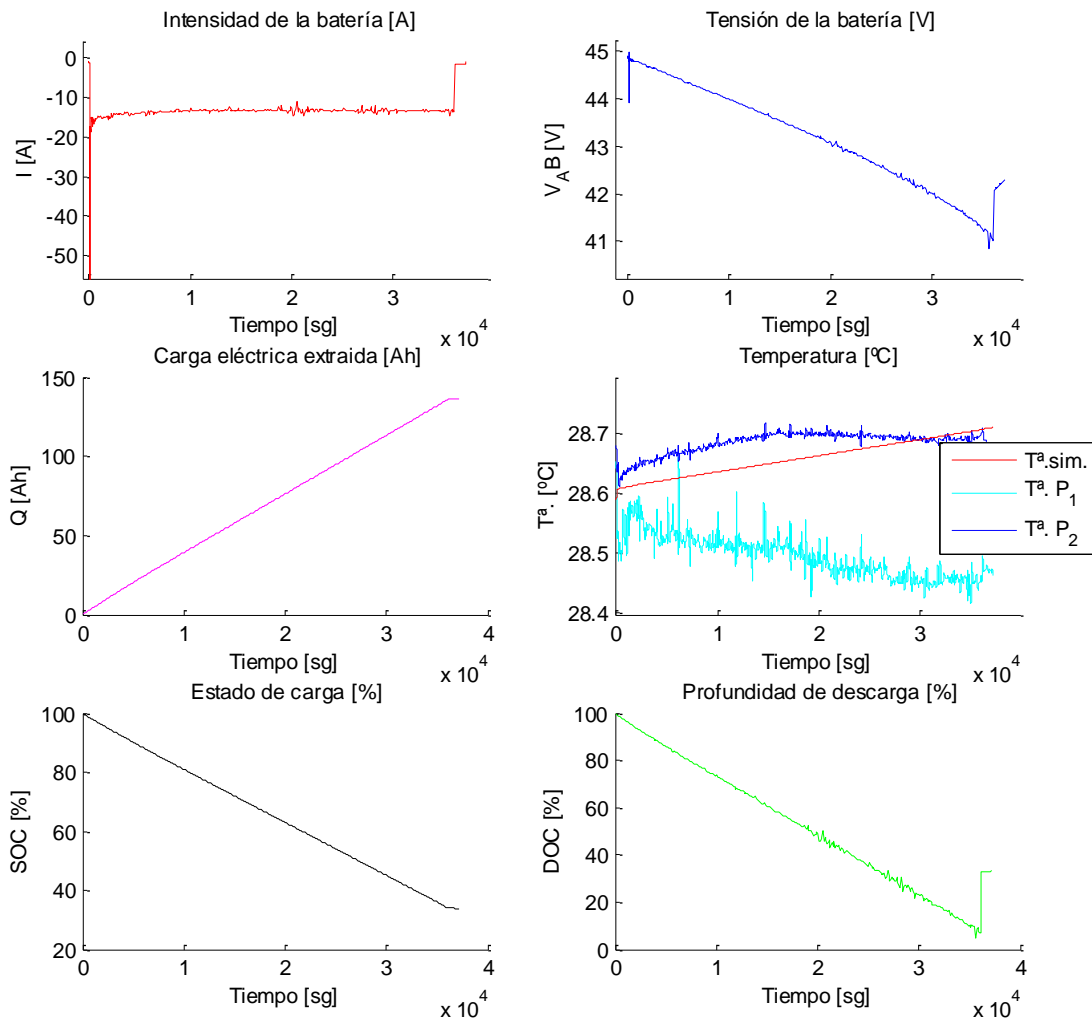 Intensidad de la batería [A]
0
-10
-20
-30
-40
-50
I [A]
0
1
2
3
Tiempo [sg]
x 10^4
Tensión de la batería [V]
45
44
43
42
41
V_A B [V]
0
1
2
3
Tiempo [sg]
x 10^4
Carga eléctrica extraida [Ah]
150
100
50
0
Q [Ah]
0
1
2
3
4
Tiempo [sg]
x 10^4
Temperatura [ºC]
28.7
28.6
28.5
28.4
Tª. [ºC]
Tª.sim.
Tª. P_1
Tª. P_2
0
1
2
3
4
Tiempo [sg]
x 10^4
Estado de carga [%]
100
80
60
40
20
SOC [%]
0
1
2
3
4
Tiempo [sg]
x 10^4
Profundidad de descarga [%]
100
80
60
40
20
0
DOC [%]
0
1
2
3
4
Tiempo [sg]
x 10^4